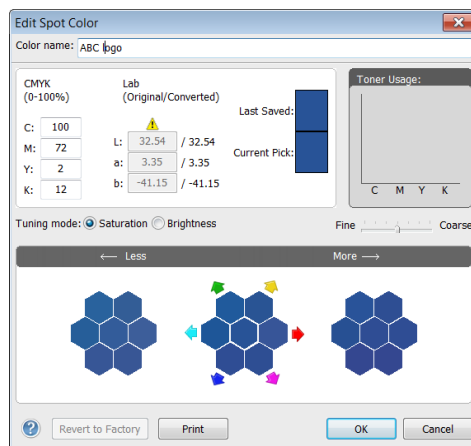 Edit Spot Color
Color name: ABC logo
CMYK
(0-100%)
C: 100
M: 72
Y: 2
K: 12
Lab
(Original/Converted)
L: 32.54 / 32.54
a: 3.35 / 3.35
b: -41.15 / -41.15
Last Saved:
Current Pick:
Toner Usage:
C M Y K
Tuning mode: Saturation Brightness
Fine Coarse
← Less More →
? Revert to Factory Print OK Cancel